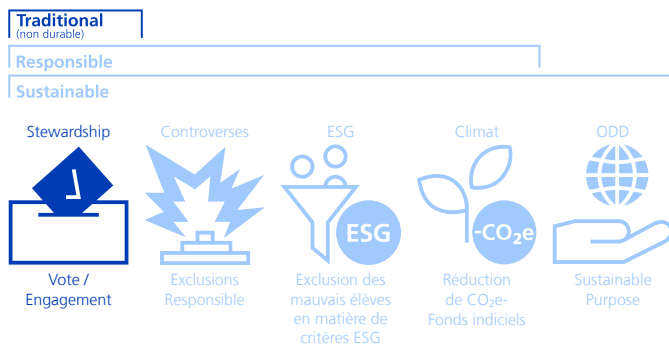 Traditional
(non durable)
Responsible
Sustainable
Stewardship
Controverses
ESG
Climat
ODD
ESG
-CO₂e
Vote /
Engagement
Exclusions
Responsible
Exclusion des
mauvais élèves
en matière de
critères ESG
Réduction
de CO₂e-
Fonds indiciels
Sustainable
Purpose